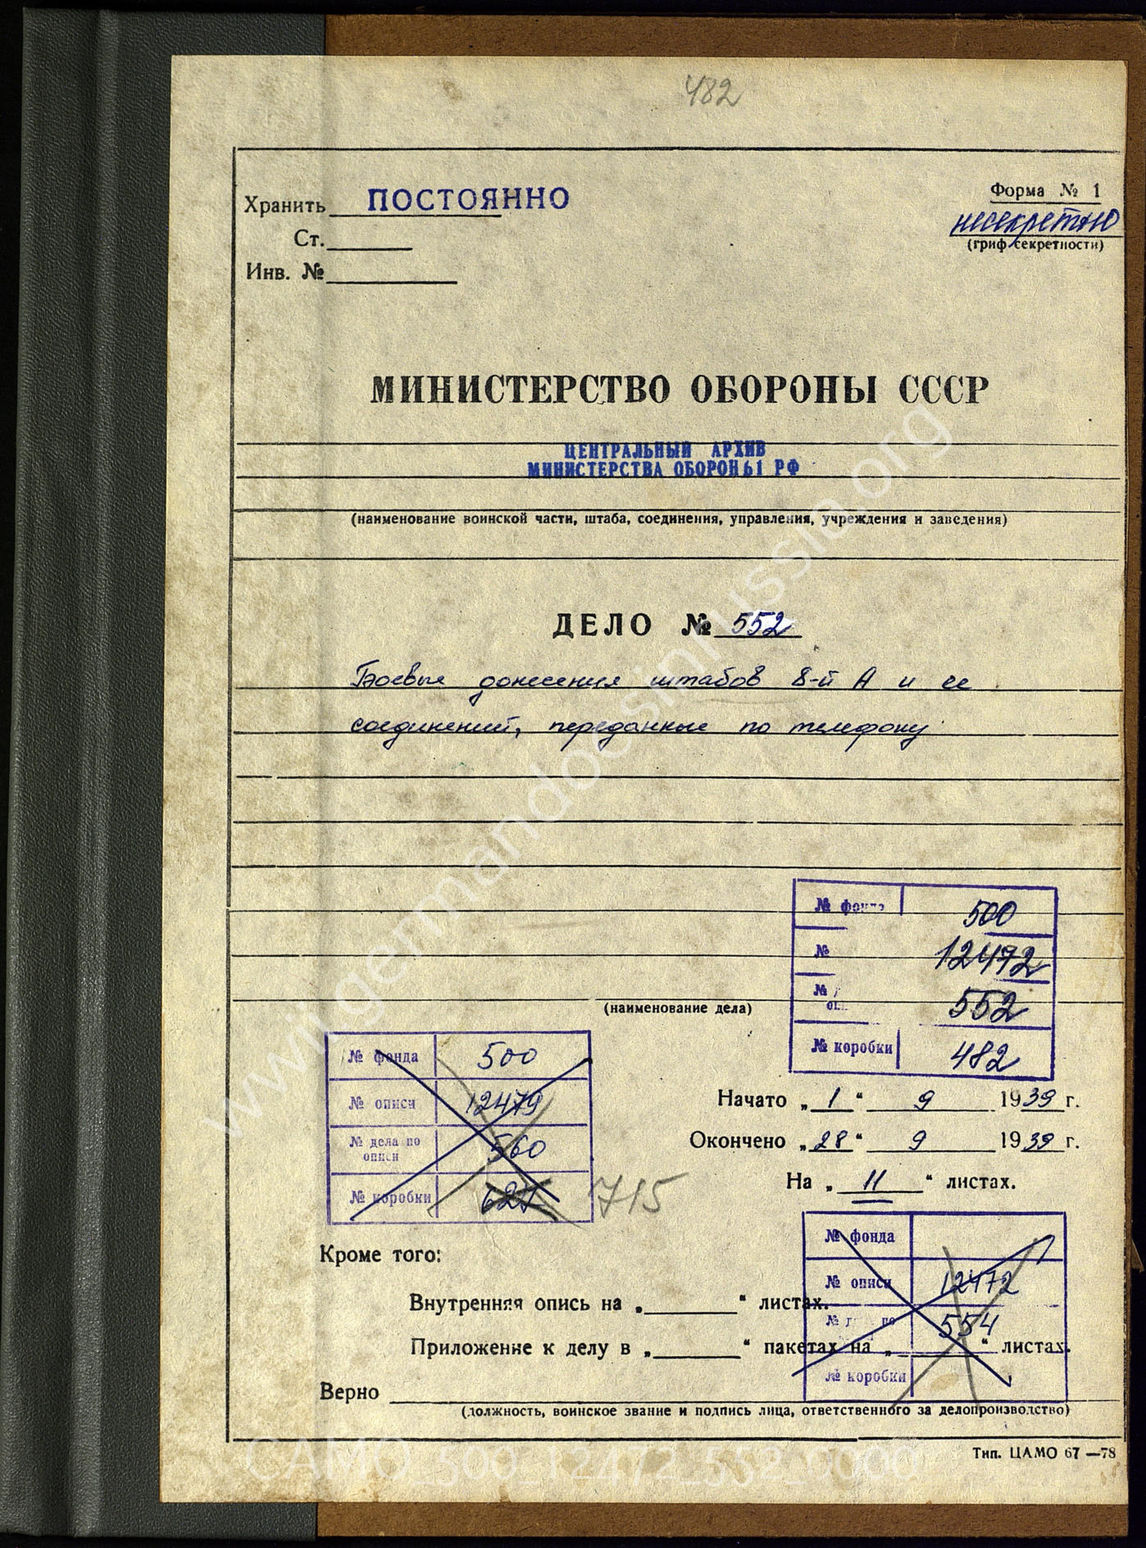 482
Хранить ПОСТОЯННО
Форма № 1
несекретно
(гриф секретности)
Ст.
Инв. №
МИНИСТЕРСТВО ОБОРОНЫ СССР
ЦЕНТРАЛЬНЫЙ АРХИВ
МИНИСТЕРСТВА ОБОРОНЫ РФ
(наименование воинской части, штаба, соединения, управления, учреждения и заведения)
ДЕЛО № 552
Боевые донесения штабов 8-й А и ее
соединений, переданные по телефону
№ фонда 500
№ 12472
№ 552
№ коробки 482
(наименование дела)
№ фонда 500
№ описи 12479
№ дела по описи 560
№ коробки 627
715
Начато „1“ 9 1939 г.
Окончено „28“ 9 1939 г.
На „11“ листах.
№ фонда
№ описи 12472
по 554
№ коробки
Кроме того:
Внутренняя опись на „ “ листах.
Приложение к делу в „ “ пакетах на „ “ листах.
Верно
(должность, воинское звание и подпись лица, ответственного за делопроизводство)
Тип. ЦАМО 67—78
www.germandocsinrussia.org
CAMO_500_12472_552_0000